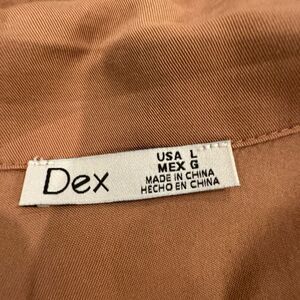 Dex
USA L
MEX G
MADE IN CHINA
HECHO EN CHINA